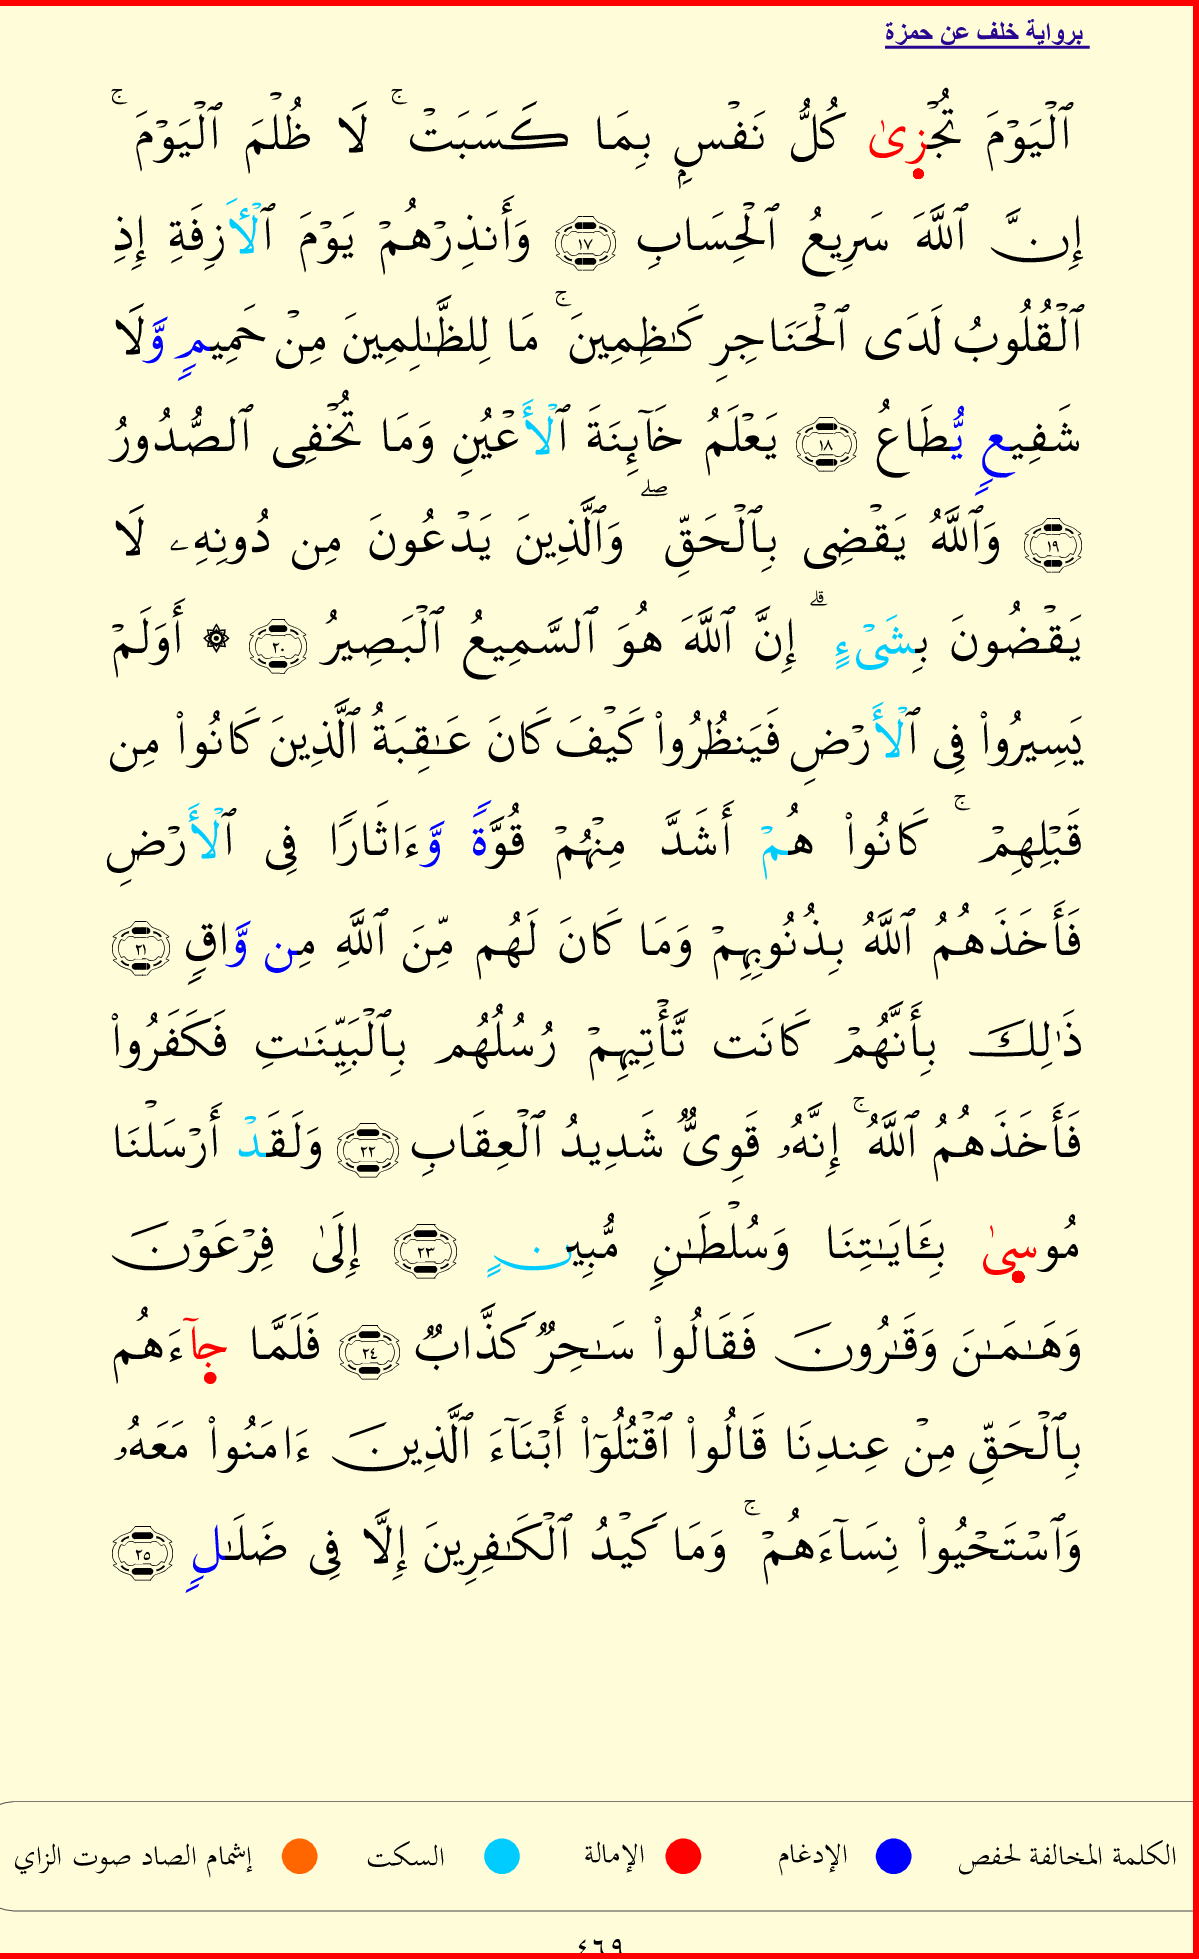 برواية خلف عن حمزة
ٱلْيَوْمَ تُجْزِىٰ كُلُّ نَفْسٍۭ بِمَا كَسَبَتْ ۚ لَا ظُلْمَ ٱلْيَوْمَ ۚ
إِنَّ ٱللَّهَ سَرِيعُ ٱلْحِسَابِ ١٧ وَأَنذِرْهُمْ يَوْمَ ٱلْأَزِفَةِ إِذِ
ٱلْقُلُوبُ لَدَى ٱلْحَنَاجِرِ كَـٰظِمِينَ ۚ مَا لِلظَّـٰلِمِينَ مِنْ حَمِيمٍ وَّلَا
شَفِيعٍ يُّطَاعُ ١٨ يَعْلَمُ خَآئِنَةَ ٱلْأَعْيُنِ وَمَا تُخْفِى ٱلصُّدُورُ
١٩ وَٱللَّهُ يَقْضِى بِٱلْحَقِّ ۖ وَٱلَّذِينَ يَدْعُونَ مِن دُونِهِۦ لَا
يَقْضُونَ بِشَىْءٍ ۗ إِنَّ ٱللَّهَ هُوَ ٱلسَّمِيعُ ٱلْبَصِيرُ ٢٠ ۞ أَوَلَمْ
يَسِيرُوا۟ فِى ٱلْأَرْضِ فَيَنظُرُوا۟ كَيْفَ كَانَ عَـٰقِبَةُ ٱلَّذِينَ كَانُوا۟ مِن
قَبْلِهِمْ ۚ كَانُوا۟ هُمْ أَشَدَّ مِنْهُمْ قُوَّةً وَّءَاثَارًا فِى ٱلْأَرْضِ
فَأَخَذَهُمُ ٱللَّهُ بِذُنُوبِهِمْ وَمَا كَانَ لَهُم مِّنَ ٱللَّهِ مِن وَّاقٍ ٢١
ذَٰلِكَ بِأَنَّهُمْ كَانَت تَّأْتِيهِمْ رُسُلُهُم بِٱلْبَيِّنَـٰتِ فَكَفَرُوا۟
فَأَخَذَهُمُ ٱللَّهُ ۚ إِنَّهُۥ قَوِىٌّ شَدِيدُ ٱلْعِقَابِ ٢٢ وَلَقَدْ أَرْسَلْنَا
مُوسِىٰ بِـَٔايَـٰتِنَا وَسُلْطَـٰنٍ مُّبِينٍ ٢٣ إِلَىٰ فِرْعَوْنَ
وَهَـٰمَـٰنَ وَقَـٰرُونَ فَقَالُوا۟ سَـٰحِرٌ كَذَّابٌ ٢٤ فَلَمَّا جِآءَهُم
بِٱلْحَقِّ مِنْ عِندِنَا قَالُوا۟ ٱقْتُلُوٓا۟ أَبْنَآءَ ٱلَّذِينَ ءَامَنُوا۟ مَعَهُۥ
وَٱسْتَحْيُوا۟ نِسَآءَهُمْ ۚ وَمَا كَيْدُ ٱلْكَـٰفِرِينَ إِلَّا فِى ضَلَـٰلٍ ٢٥
الكلمة المخالفة لحفص الإدغام الإمالة السكت إشمام الصاد صوت الزاي
٤٦٩